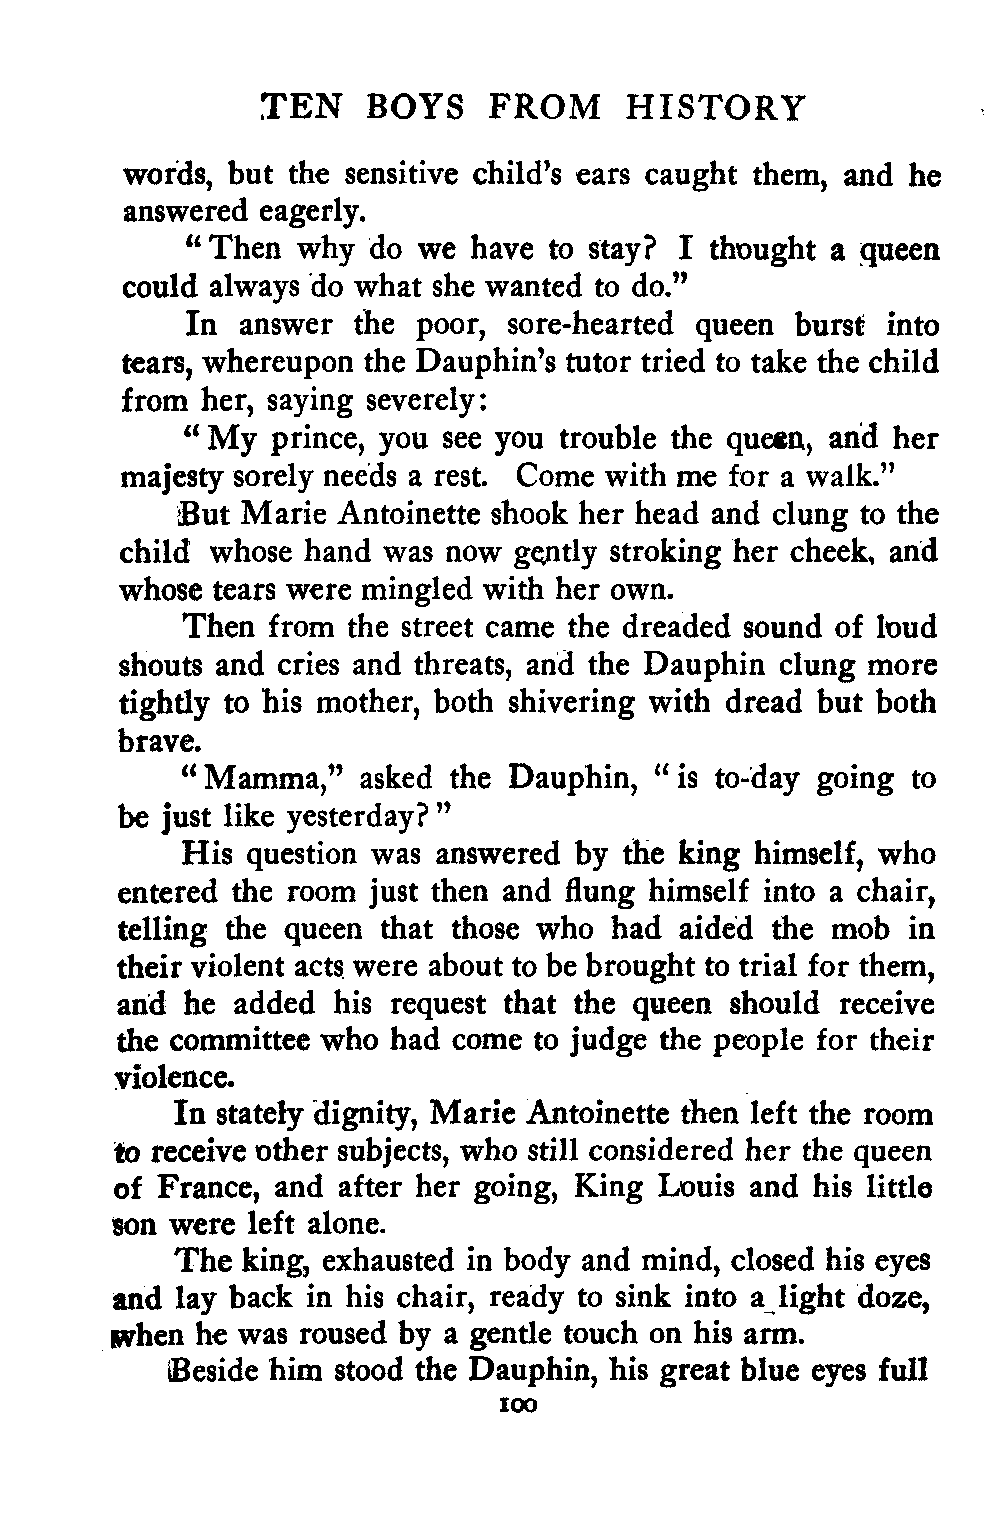 TEN BOYS FROM HISTORY
words, but the sensitive child's ears caught them, and he
answered eagerly.
"Then why do we have to stay? I thought a queen
could always do what she wanted to do."
In answer the poor, sore-hearted queen burst into
tears, whereupon the Dauphin's tutor tried to take the child
from her, saying severely:
"My prince, you see you trouble the queen, and her
majesty sorely needs a rest. Come with me for a walk."
But Marie Antoinette shook her head and clung to the
child whose hand was now gently stroking her cheek, and
whose tears were mingled with her own.
Then from the street came the dreaded sound of loud
shouts and cries and threats, and the Dauphin clung more
tightly to his mother, both shivering with dread but both
brave.
"Mamma," asked the Dauphin, "is to-day going to
be just like yesterday?"
His question was answered by the king himself, who
entered the room just then and flung himself into a chair,
telling the queen that those who had aided the mob in
their violent acts were about to be brought to trial for them,
and he added his request that the queen should receive
the committee who had come to judge the people for their
violence.
In stately dignity, Marie Antoinette then left the room
to receive other subjects, who still considered her the queen
of France, and after her going, King Louis and his little
son were left alone.
The king, exhausted in body and mind, closed his eyes
and lay back in his chair, ready to sink into a light doze,
when he was roused by a gentle touch on his arm.
Beside him stood the Dauphin, his great blue eyes full
100